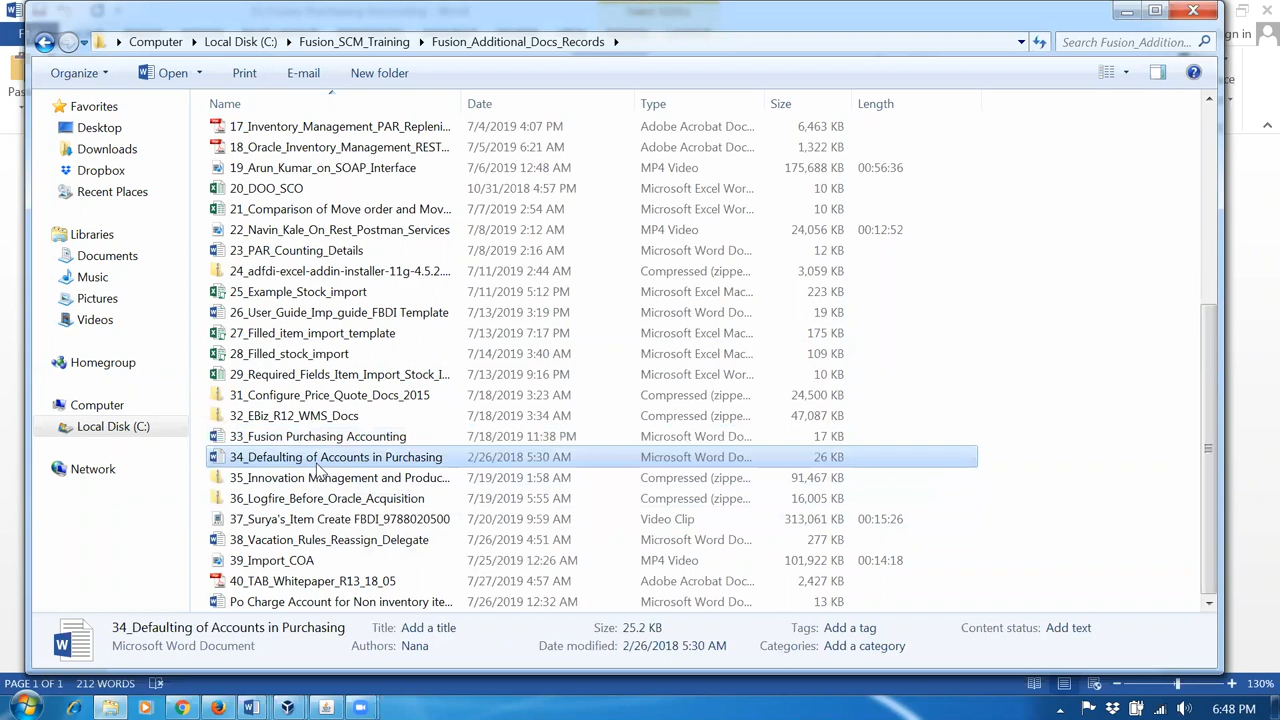 Computer Local Disk (C:) Fusion_SCM_Training Fusion_Additional_Docs_Records Search Fusion_Addition...
Organize Open Print E-mail New folder
Name Date Type Size Length
Favorites
Desktop
Downloads
Dropbox
Recent Places
Libraries
Documents
Music
Pictures
Videos
Homegroup
Computer
Local Disk (C:)
Network
17_Inventory_Management_PAR_Repleni... 7/4/2019 4:07 PM Adobe Acrobat Doc... 6,463 KB
18_Oracle_Inventory_Management_REST... 7/5/2019 6:21 AM Adobe Acrobat Doc... 1,322 KB
19_Arun_Kumar_on_SOAP_Interface 7/6/2019 12:48 AM MP4 Video 175,688 KB 00:56:36
20_DOO_SCO 10/31/2018 4:57 PM Microsoft Excel Wor... 10 KB
21_Comparison of Move order and Mov... 7/7/2019 2:54 AM Microsoft Excel Wor... 10 KB
22_Navin_Kale_On_Rest_Postman_Services 7/8/2019 2:12 AM MP4 Video 24,056 KB 00:12:52
23_PAR_Counting_Details 7/8/2019 2:16 AM Microsoft Word Do... 12 KB
24_adfdi-excel-addin-installer-11g-4.5.2.... 7/11/2019 2:44 AM Compressed (zippe... 3,059 KB
25_Example_Stock_import 7/11/2019 5:12 PM Microsoft Excel Mac... 223 KB
26_User_Guide_Imp_guide_FBDI Template 7/13/2019 3:19 PM Microsoft Word Do... 19 KB
27_Filled_item_import_template 7/13/2019 7:17 PM Microsoft Excel Mac... 175 KB
28_Filled_stock_import 7/14/2019 3:40 AM Microsoft Excel Mac... 109 KB
29_Required_Fields_Item_Import_Stock_I... 7/13/2019 9:16 PM Microsoft Excel Wor... 10 KB
31_Configure_Price_Quote_Docs_2015 7/18/2019 3:23 AM Compressed (zippe... 24,500 KB
32_EBiz_R12_WMS_Docs 7/18/2019 3:34 AM Compressed (zippe... 47,087 KB
33_Fusion Purchasing Accounting 7/18/2019 11:38 PM Microsoft Word Do... 17 KB
34_Defaulting of Accounts in Purchasing 2/26/2018 5:30 AM Microsoft Word Do... 26 KB
35_Innovation Management and Produc... 7/19/2019 1:58 AM Compressed (zippe... 91,467 KB
36_Logfire_Before_Oracle_Acquisition 7/19/2019 5:55 AM Compressed (zippe... 16,005 KB
37_Surya's_Item Create FBDI_9788020500 7/20/2019 9:59 AM Video Clip 313,061 KB 00:15:26
38_Vacation_Rules_Reassign_Delegate 7/26/2019 4:51 AM Microsoft Word Do... 277 KB
39_Import_COA 7/25/2019 12:26 AM MP4 Video 101,922 KB 00:14:18
40_TAB_Whitepaper_R13_18_05 7/27/2019 4:57 AM Adobe Acrobat Doc... 2,427 KB
Po Charge Account for Non inventory ite... 7/26/2019 12:32 AM Microsoft Word Do... 13 KB
34_Defaulting of Accounts in Purchasing Title: Add a title Size: 25.2 KB Tags: Add a tag Content status: Add text
Microsoft Word Document Authors: Nana Date modified: 2/26/2018 5:30 AM Categories: Add a category
PAGE 1 OF 1 212 WORDS 130%
6:48 PM